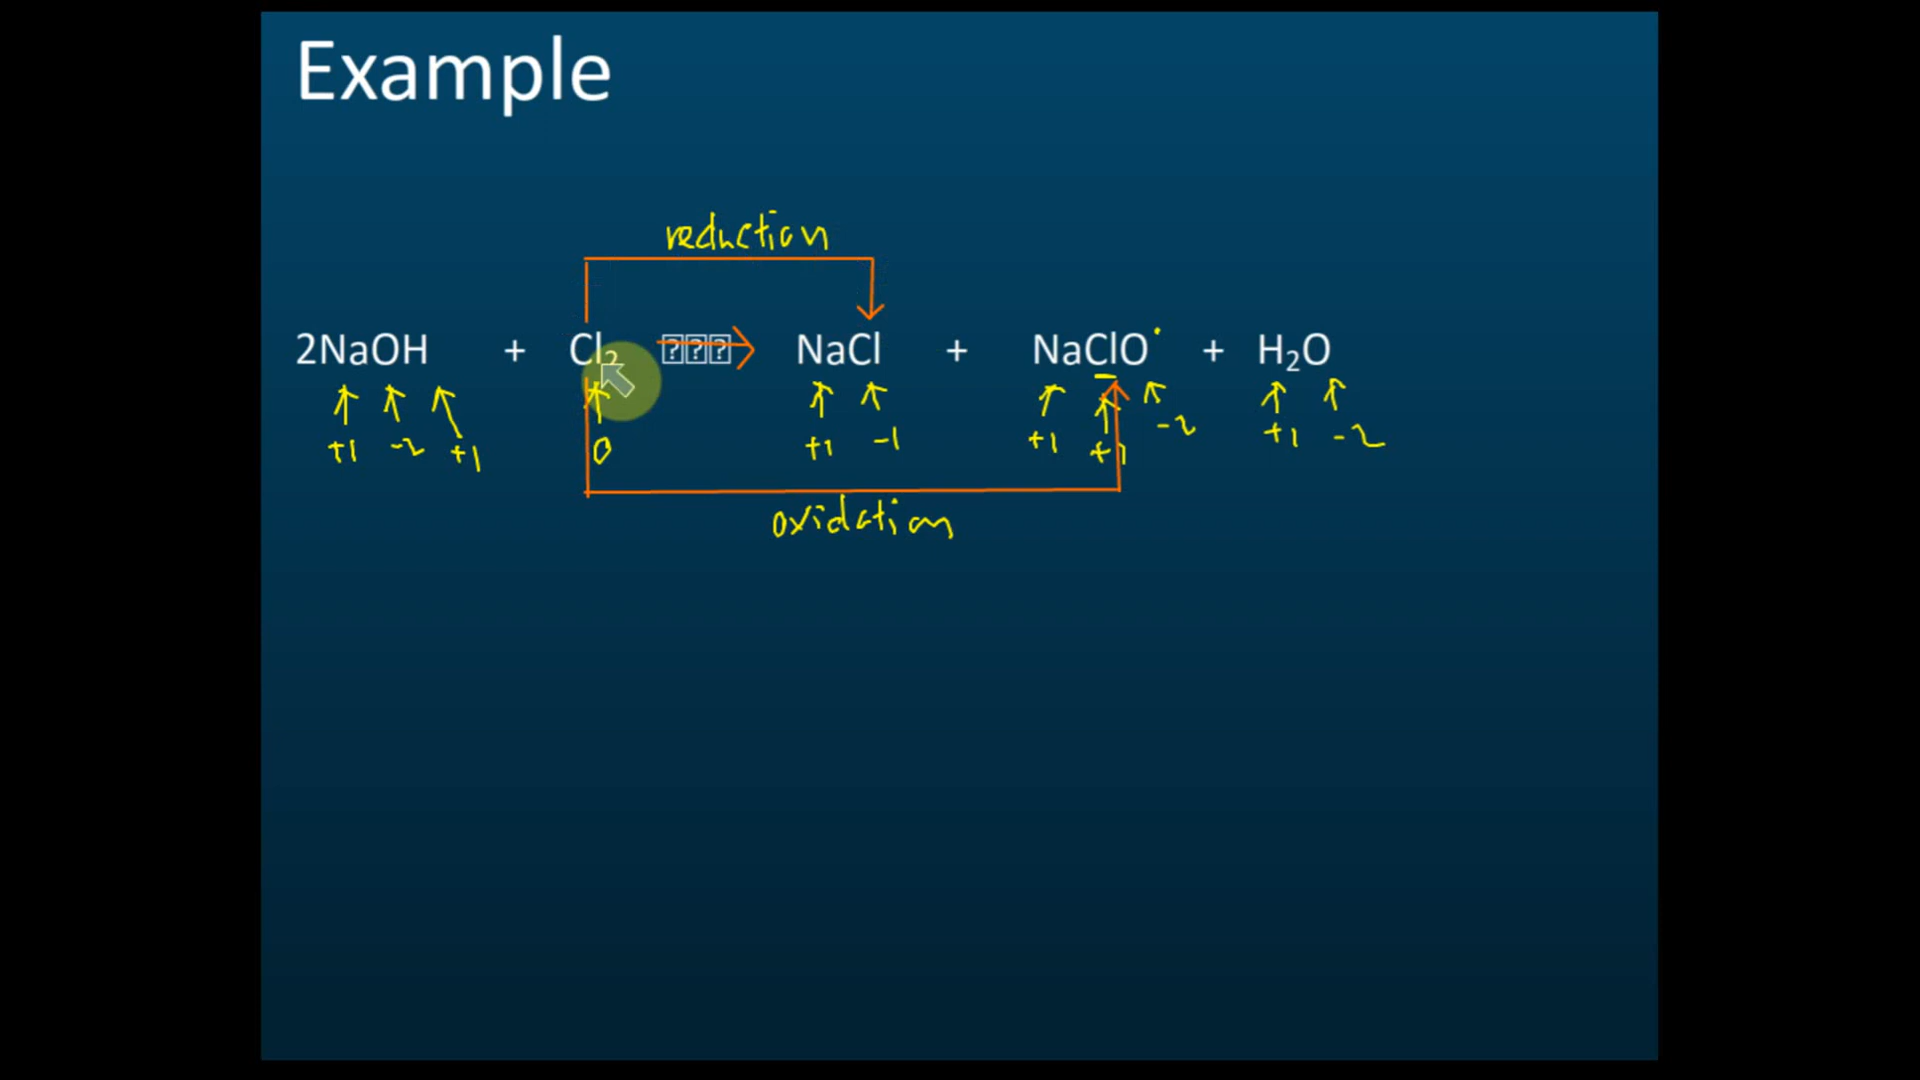 Example
reduction
2NaOH + Cl₂ → NaCl + NaClO + H₂O
+1 -2 +1 0 +1 -1 +1 +1 -2 +1 -2
oxidation